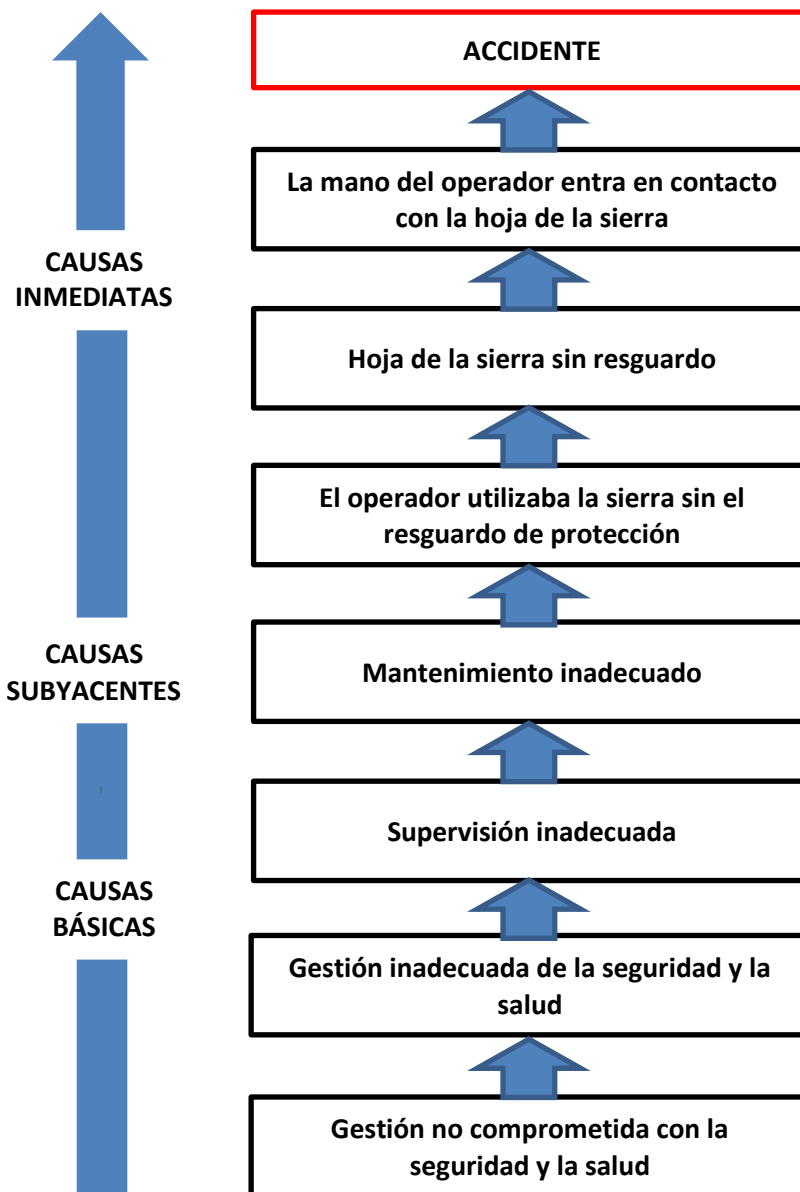 ACCIDENTE
La mano del operador entra en contacto
con la hoja de la sierra
CAUSAS
INMEDIATAS
Hoja de la sierra sin resguardo
El operador utilizaba la sierra sin el
resguardo de protección
CAUSAS
SUBYACENTES
Mantenimiento inadecuado
Supervisión inadecuada
CAUSAS
BÁSICAS
Gestión inadecuada de la seguridad y la
salud
Gestión no comprometida con la
seguridad y la salud